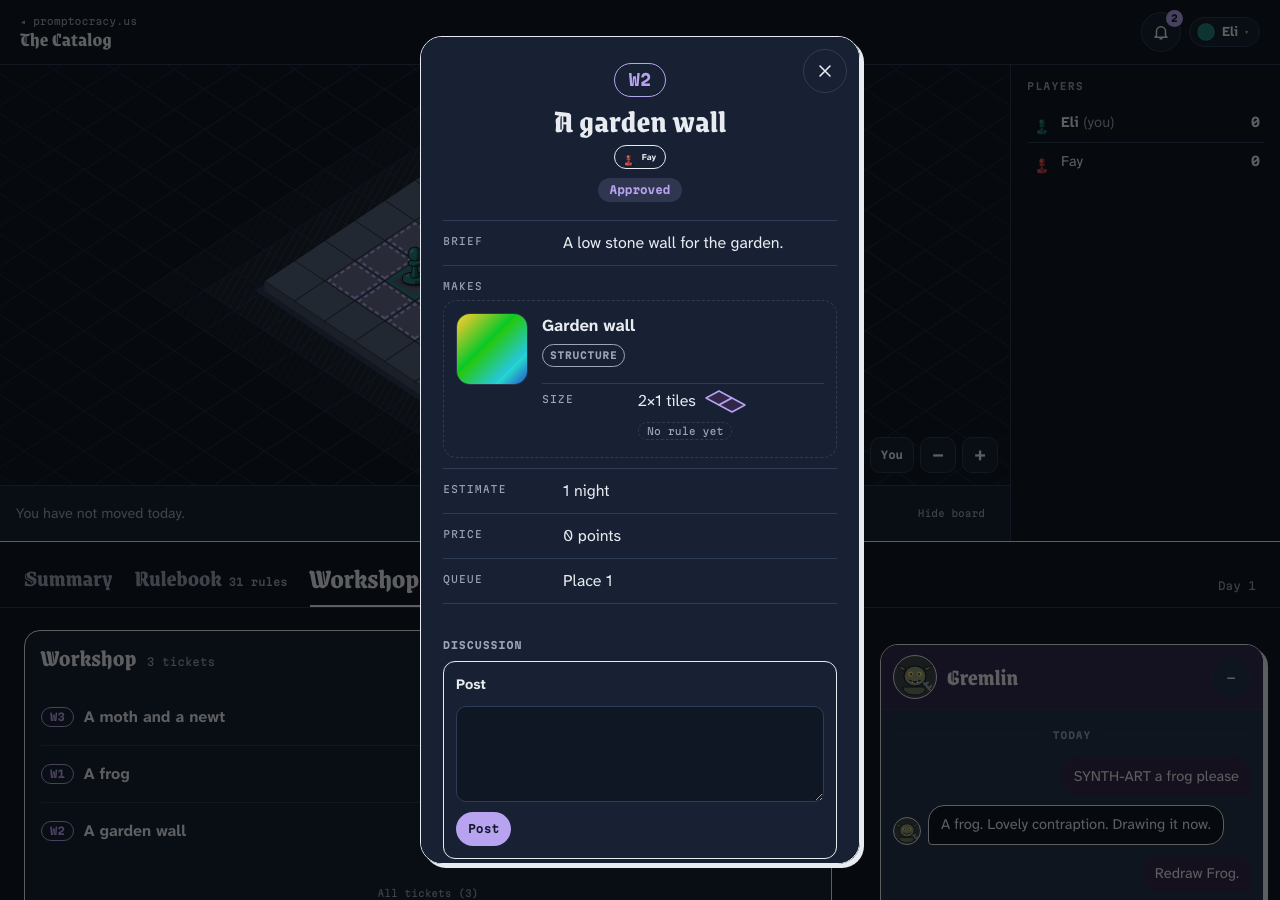 ◂ promptocracy.us
The Catalog
2
Eli ▾
PLAYERS
Eli (you) 0
Fay 0
W2
A garden wall
Fay
Approved
BRIEF A low stone wall for the garden.
MAKES
Garden wall
STRUCTURE
SIZE 2×1 tiles
No rule yet
ESTIMATE 1 night
PRICE 0 points
QUEUE Place 1
DISCUSSION
Post
Post
You − +
You have not moved today.
Hide board
Summary Rulebook 31 rules Workshop
Day 1
Workshop 3 tickets
W3 A moth and a newt
W1 A frog
W2 A garden wall
All tickets (3)
Gremlin −
TODAY
SYNTH-ART a frog please
A frog. Lovely contraption. Drawing it now.
Redraw Frog.